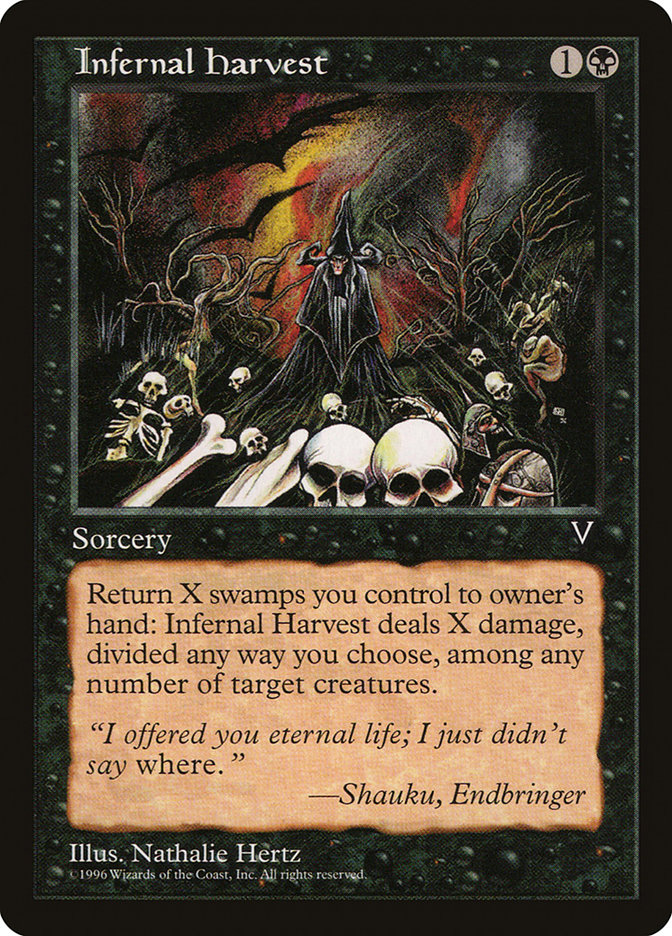 Infernal Harvest 1
Sorcery V
Return X swamps you control to owner's
hand: Infernal Harvest deals X damage,
divided any way you choose, among any
number of target creatures.
"I offered you eternal life; I just didn't
say where."
—Shauku, Endbringer
Illus. Nathalie Hertz
©1996 Wizards of the Coast, Inc. All rights reserved.